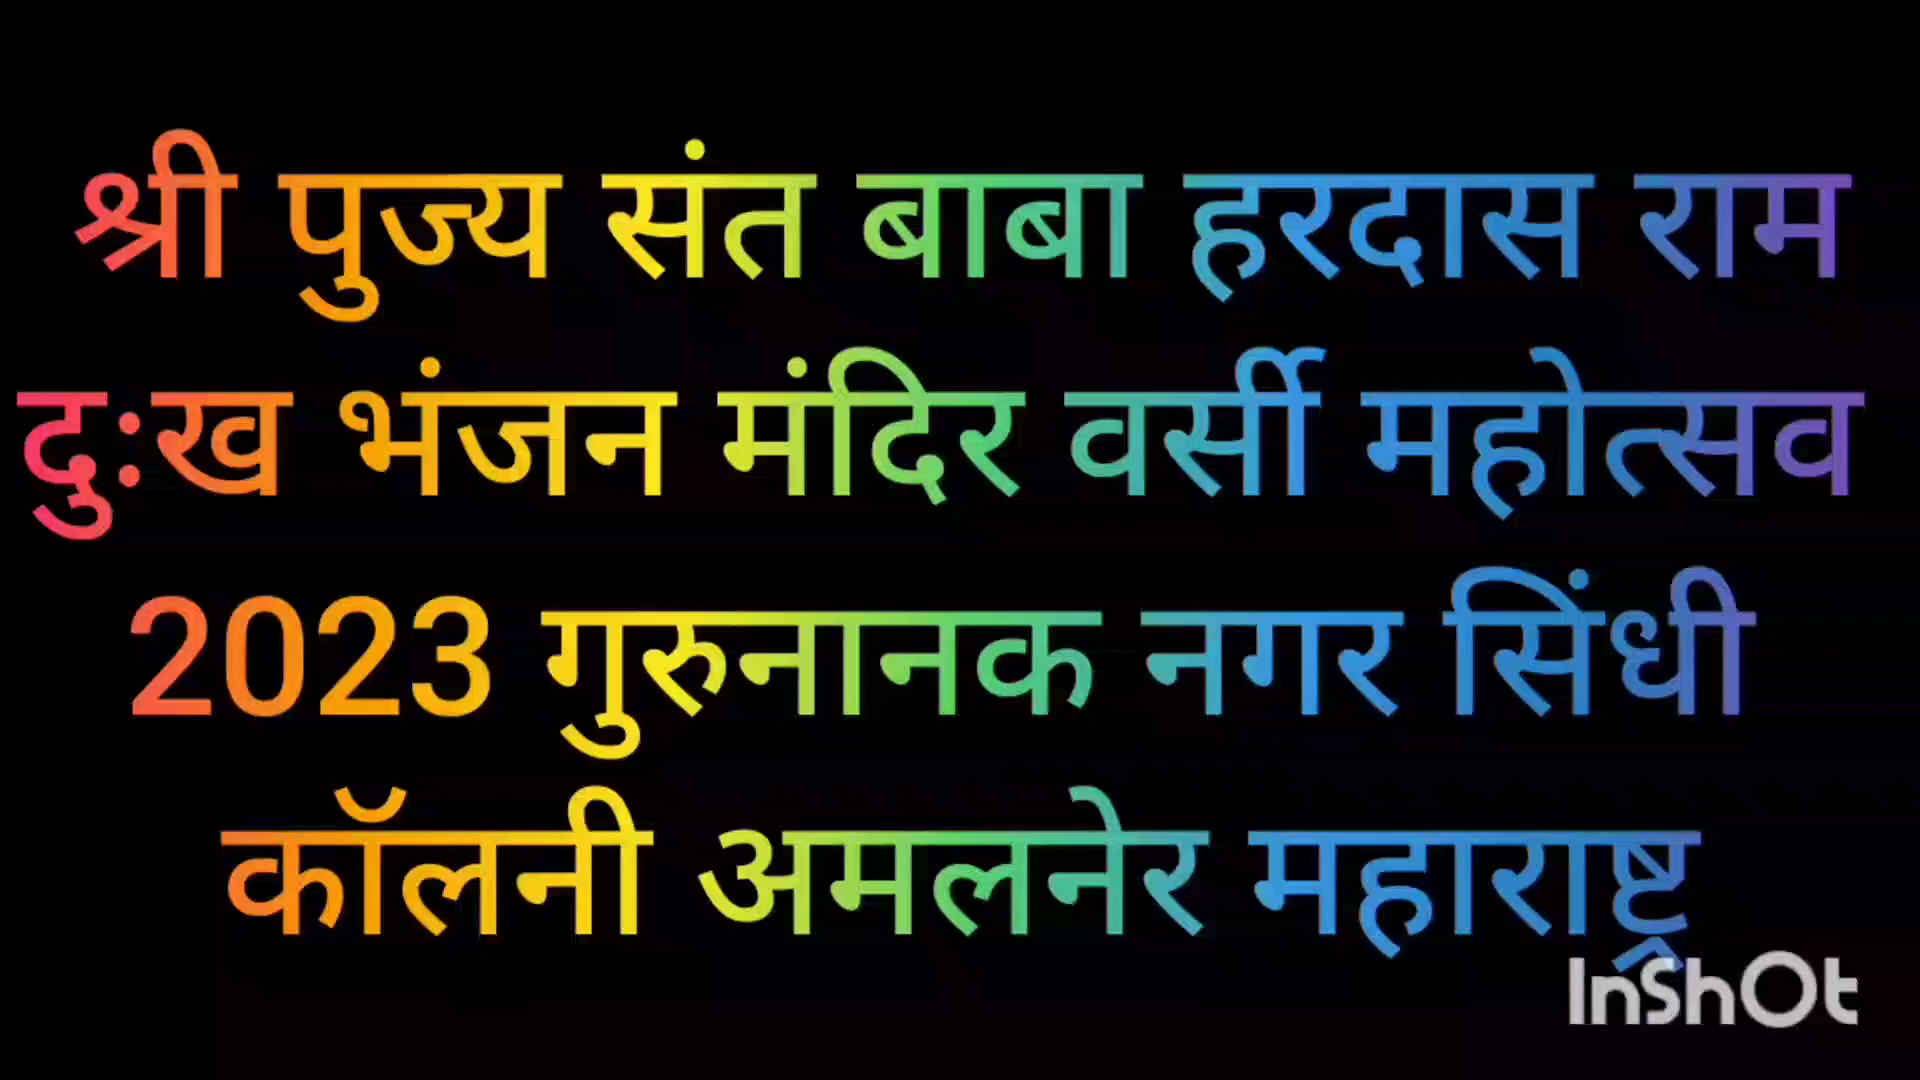 श्री पुज्य संत बाबा हरदास राम
दुःख भंजन मंदिर वर्सी महोत्सव
2023 गुरुनानक नगर सिंधी
कॉलनी अमलनेर महाराष्ट्र
InShOt